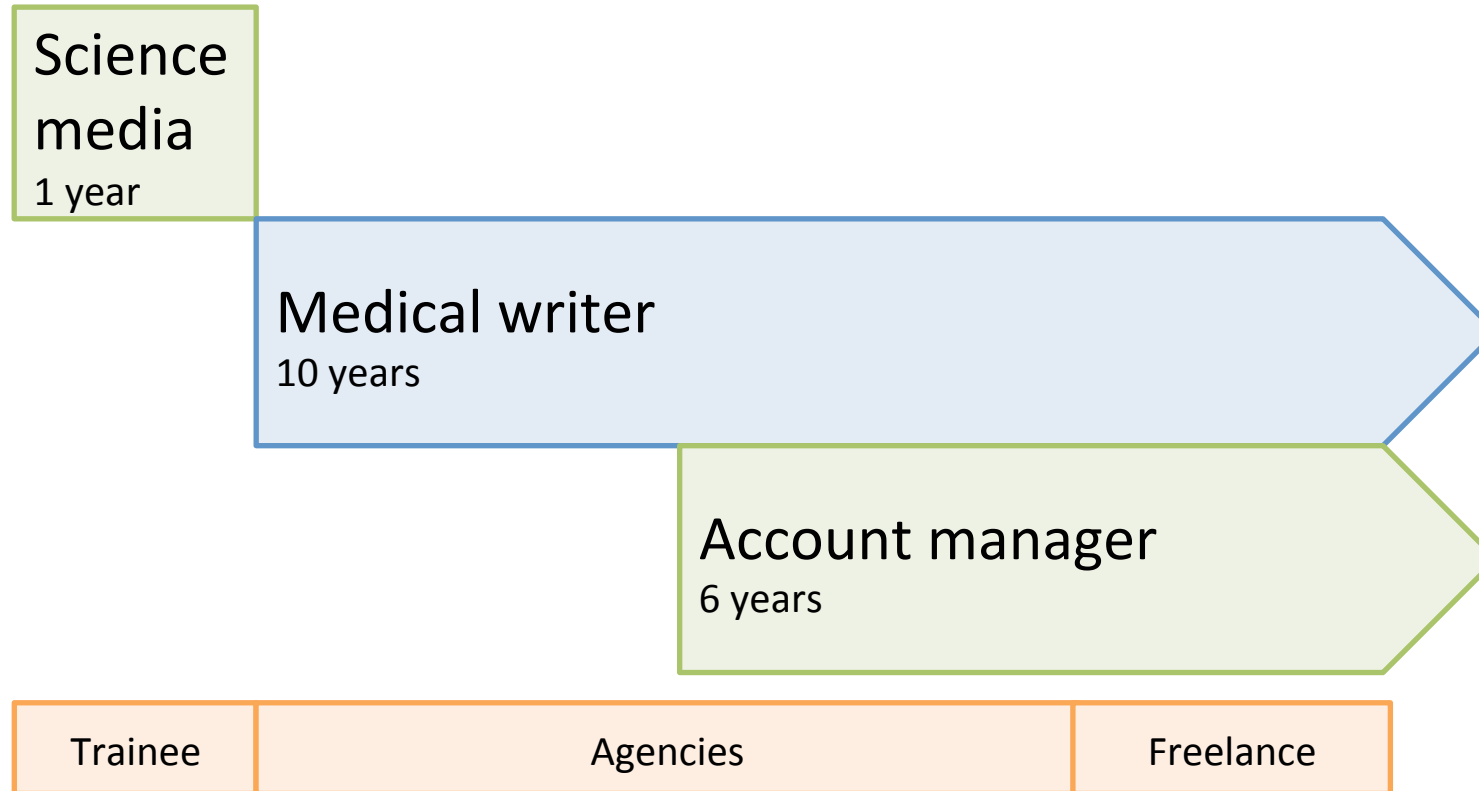 Science
media
1 year
Medical writer
10 years
Account manager
6 years
Trainee
Agencies
Freelance